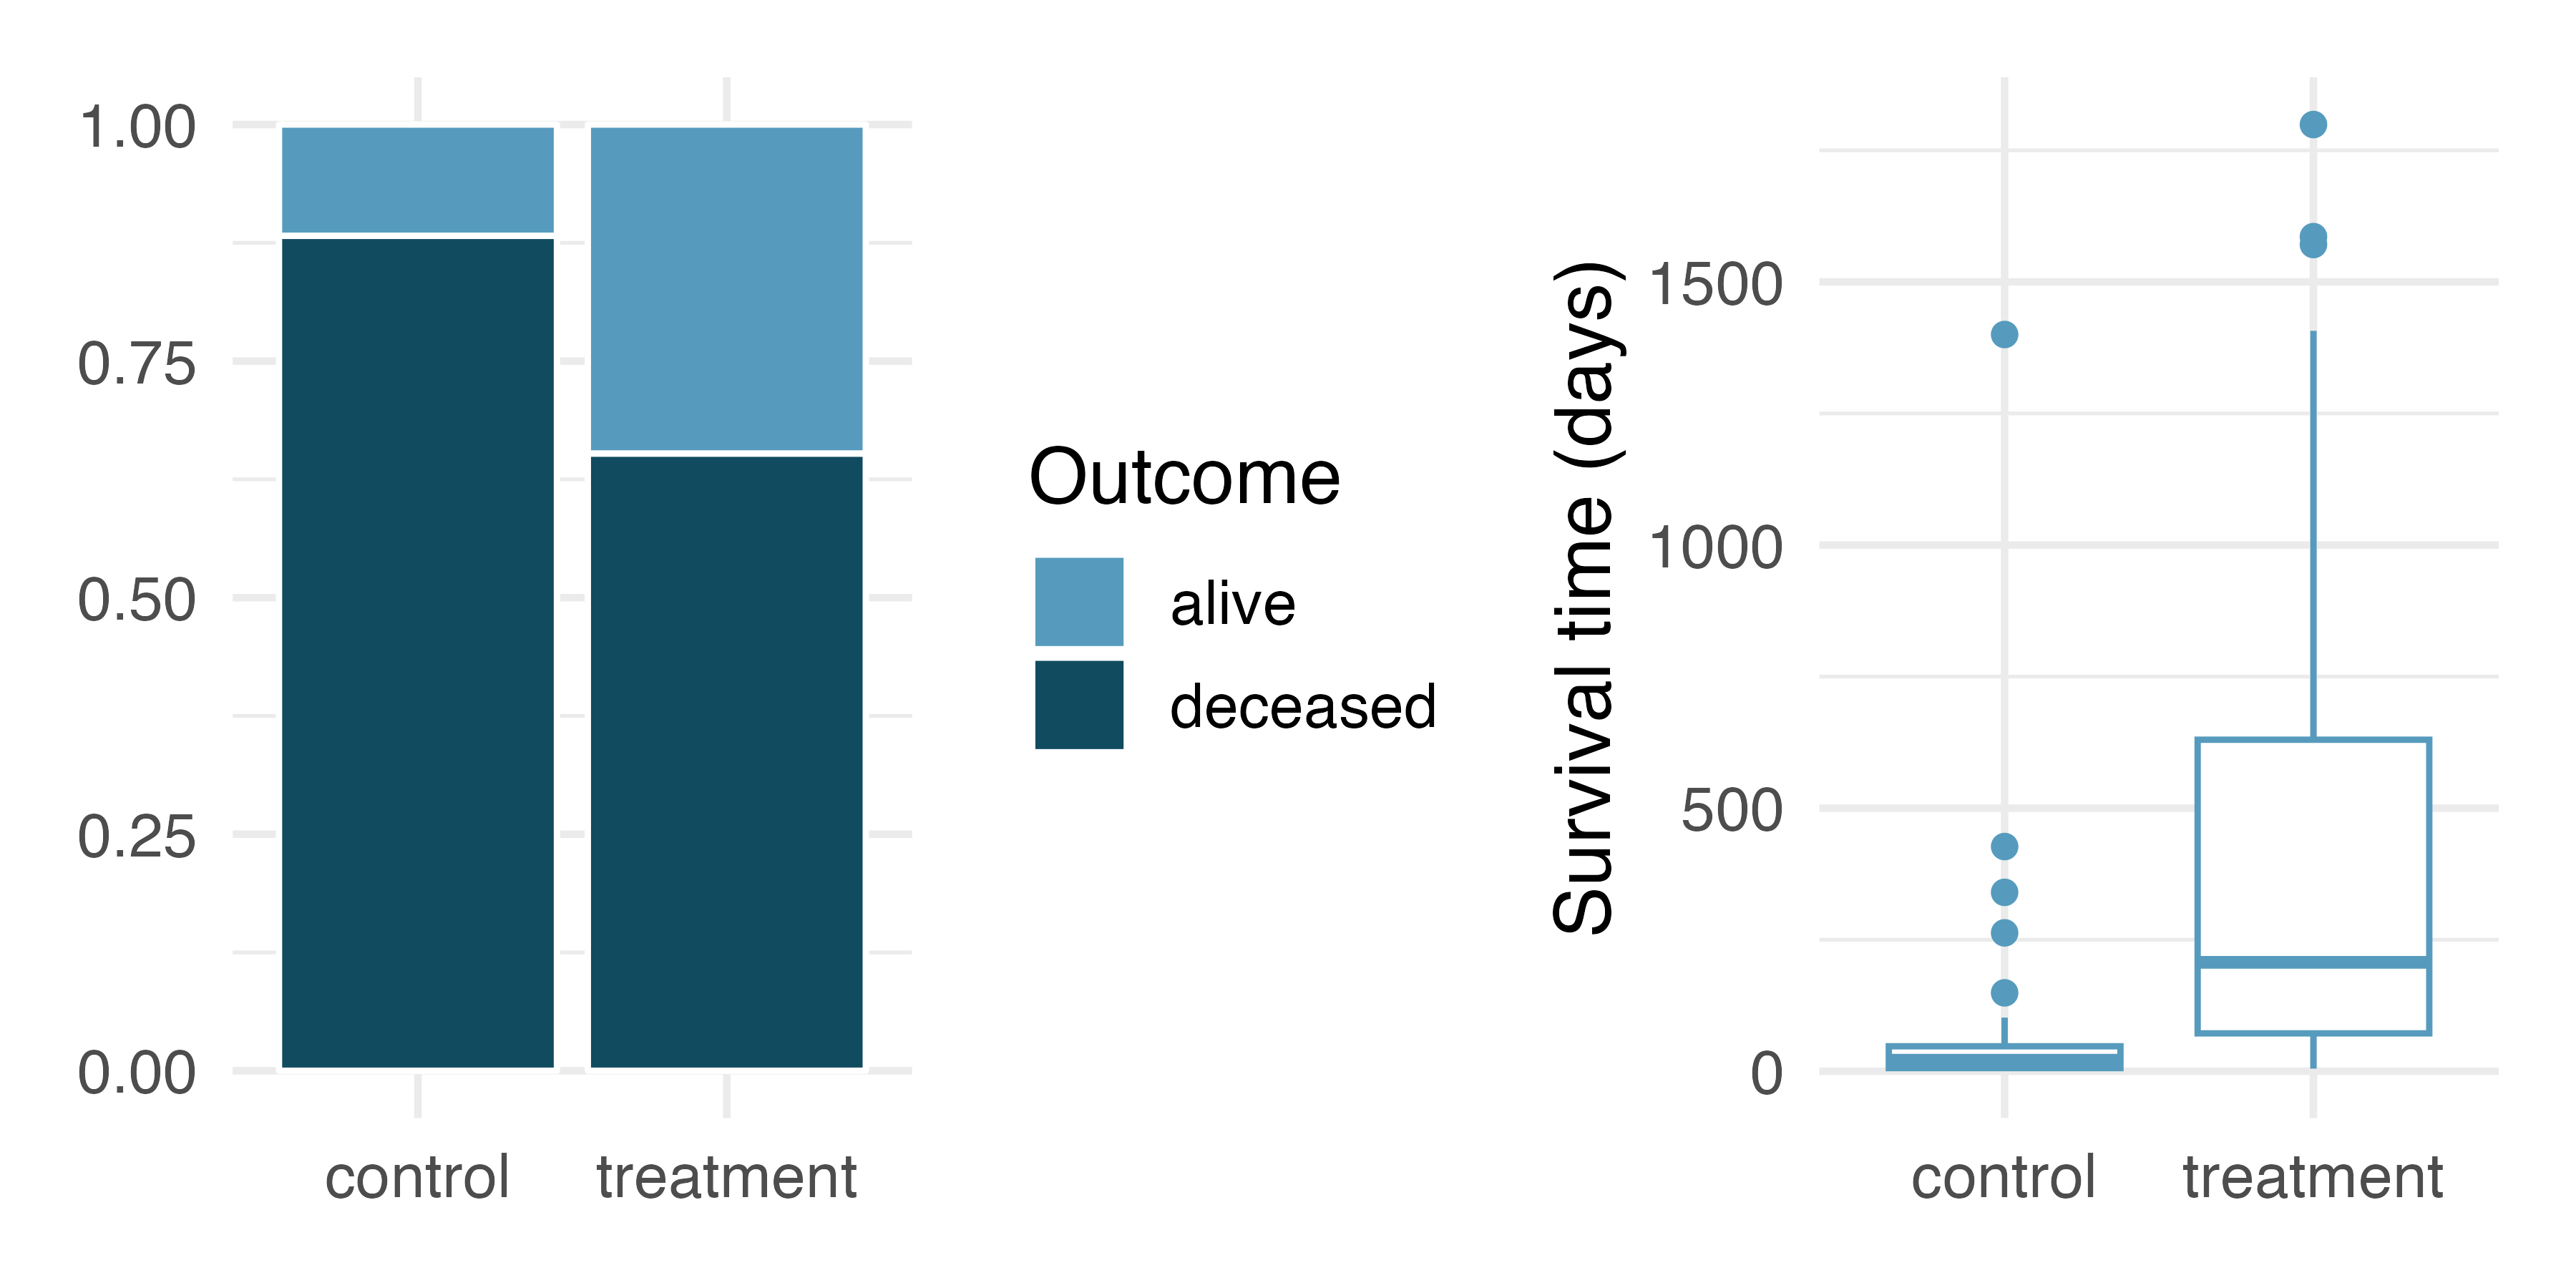 1.00
0.75
0.50
0.25
0.00
control treatment
Outcome
alive
deceased
Survival time (days)
1500
1000
500
0
control treatment